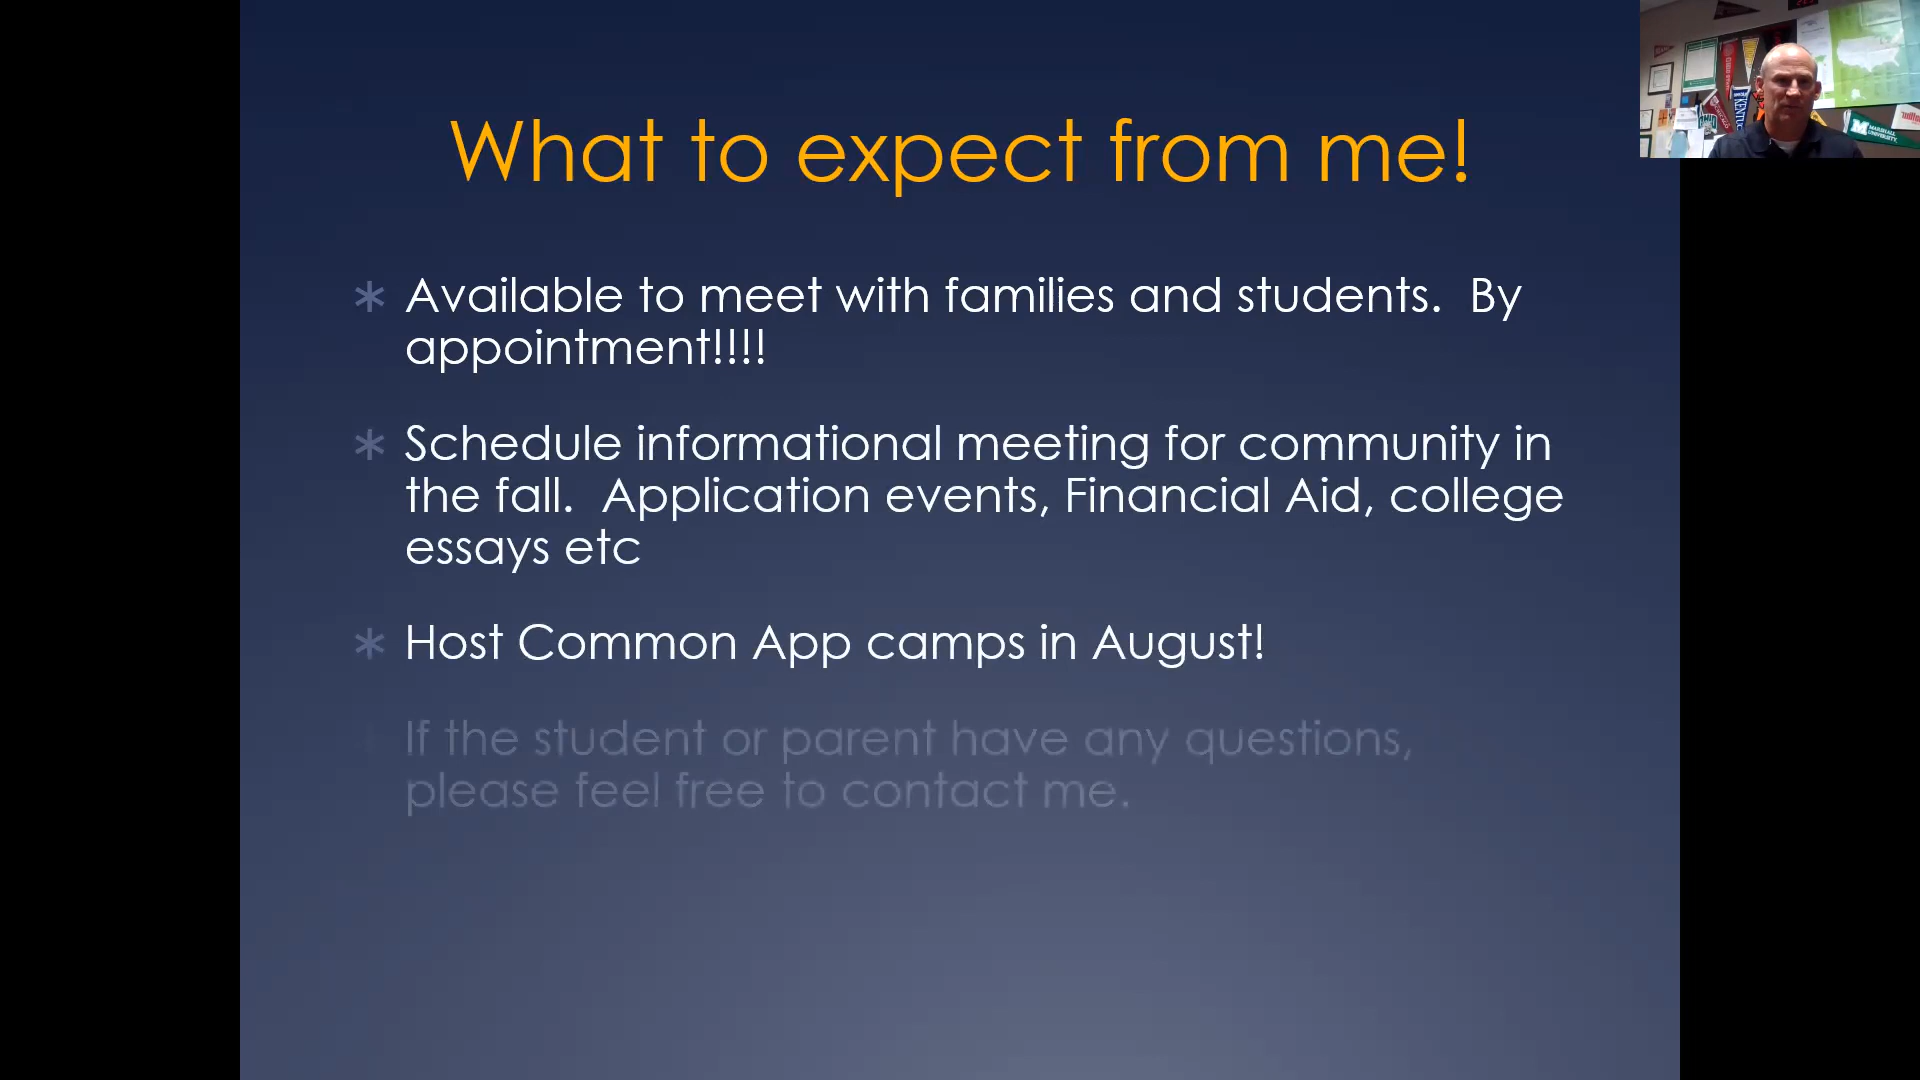 What to expect from me!
Available to meet with families and students.  By
appointment!!!!
Schedule informational meeting for community in
the fall.  Application events, Financial Aid, college
essays etc
Host Common App camps in August!
If the student or parent have any questions,
please feel free to contact me.
MARSHALL
UNIVERSITY